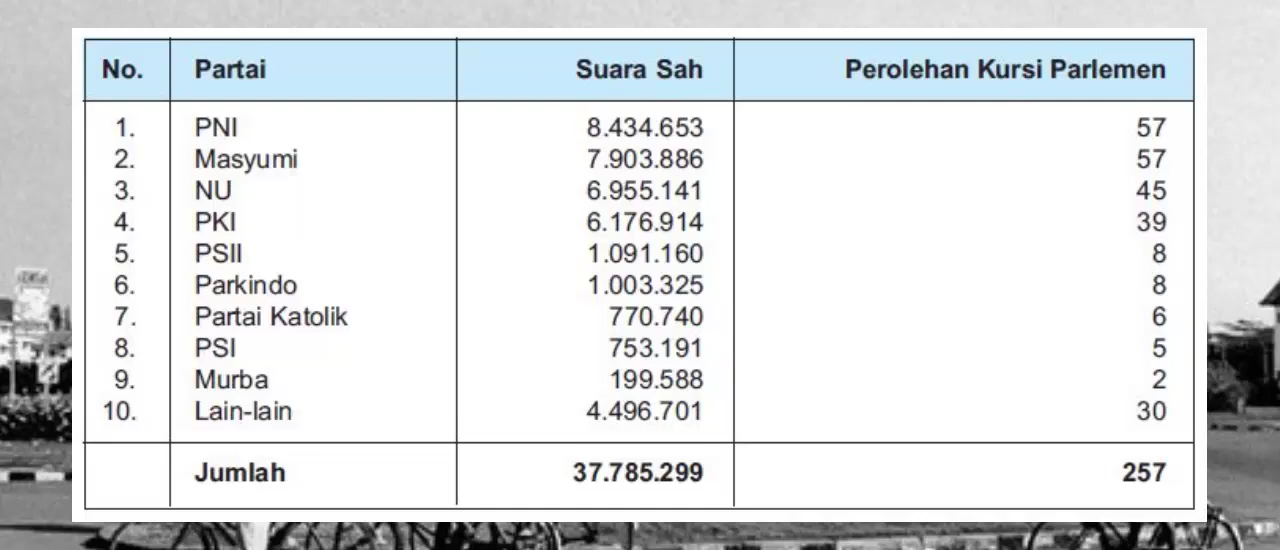 No. Partai Suara Sah Perolehan Kursi Parlemen
1. PNI 8.434.653 57
2. Masyumi 7.903.886 57
3. NU 6.955.141 45
4. PKI 6.176.914 39
5. PSII 1.091.160 8
6. Parkindo 1.003.325 8
7. Partai Katolik 770.740 6
8. PSI 753.191 5
9. Murba 199.588 2
10. Lain-lain 4.496.701 30
Jumlah 37.785.299 257